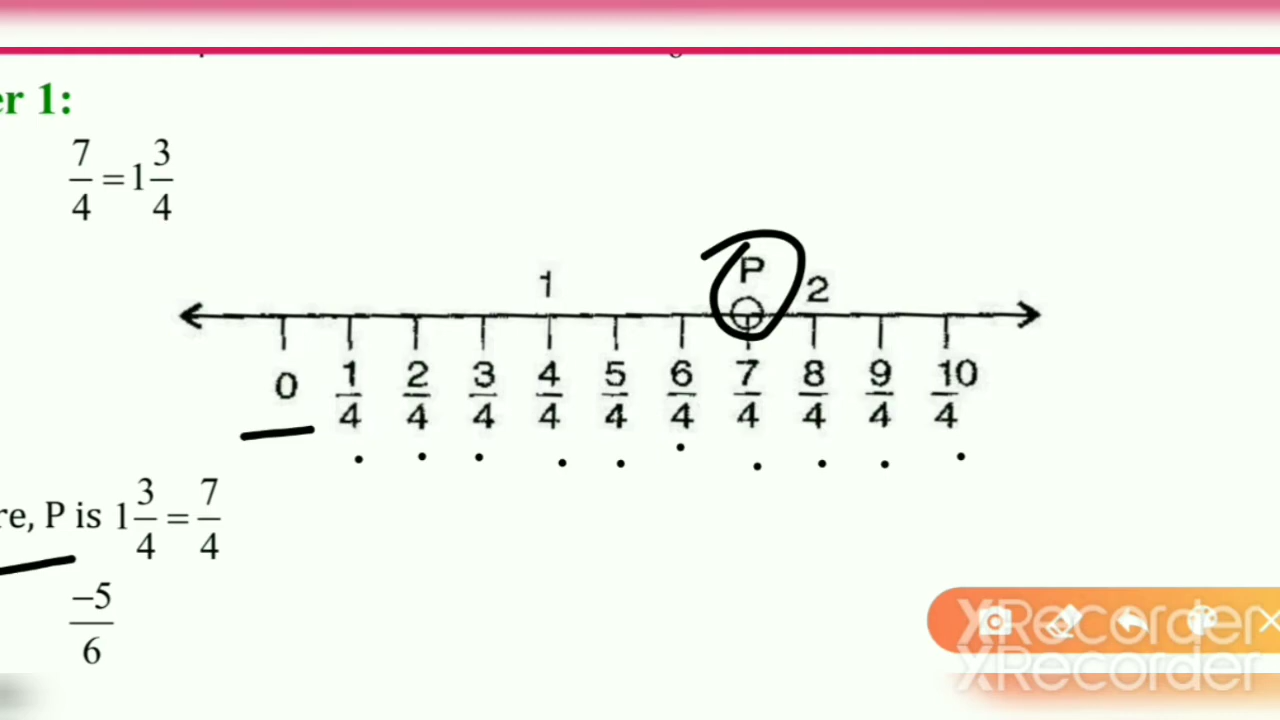 er 1:
7/4 = 1 3/4
1 P 2
0 1/4 2/4 3/4 4/4 5/4 6/4 7/4 8/4 9/4 10/4
re, P is 1 3/4 = 7/4
-5/6
XRecorder
XRecorder